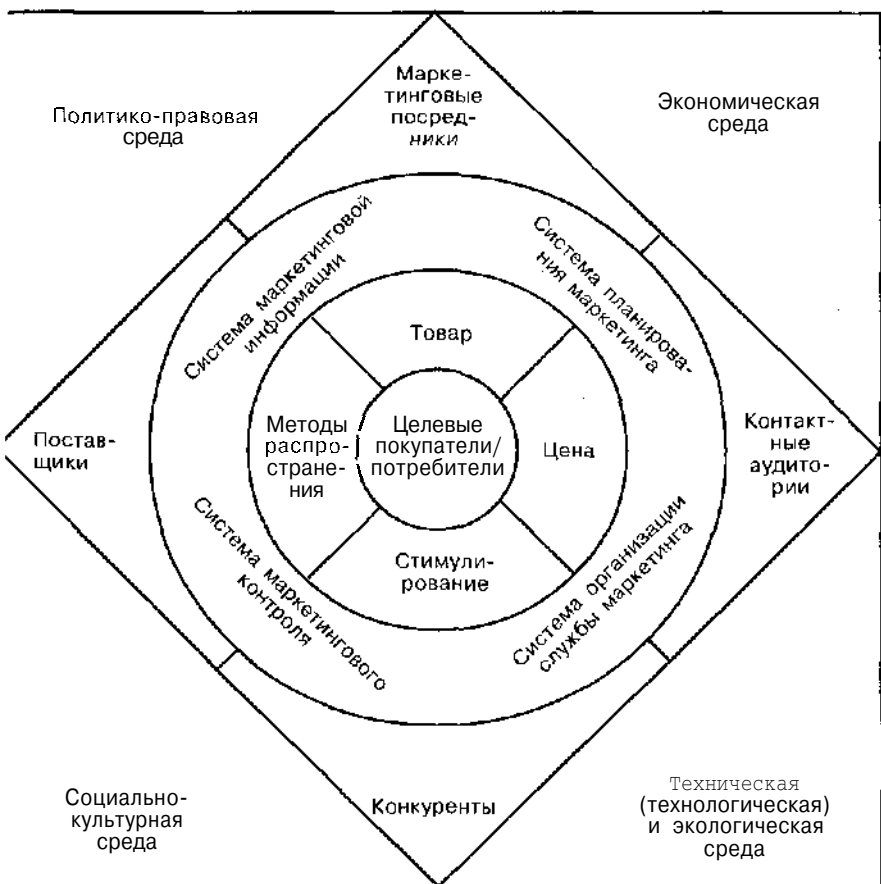 Политико-правовая
среда
Марке-
тинговые
посред-
ники
Экономическая
среда
Система маркетинговой
информации
Система планирова-
ния маркетинга
Товар
Постав-
щики
Методы
распро-
стране-
ния
Целевые
покупатели/
потребители
Цена
Контакт-
ные
аудито-
рии
Стимули-
рование
Система маркетингового
контроля
Система организации
службы маркетинга
Социально-
культурная
среда
Конкуренты
Техническая
(технологическая)
и экологическая
среда